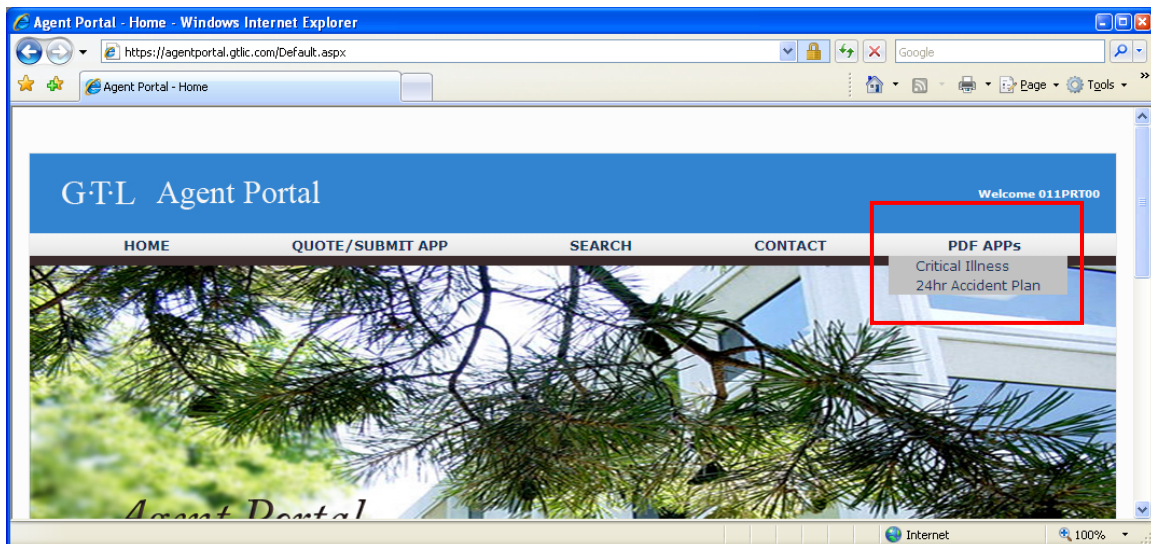 Agent Portal - Home - Windows Internet Explorer
https://agentportal.gtlic.com/Default.aspx
Google
Agent Portal - Home
Page
Tools
G·T·L Agent Portal
Welcome 011PRT00
HOME QUOTE/SUBMIT APP SEARCH CONTACT PDF APPs
Critical Illness
24hr Accident Plan
Agent Portal
Internet
100%